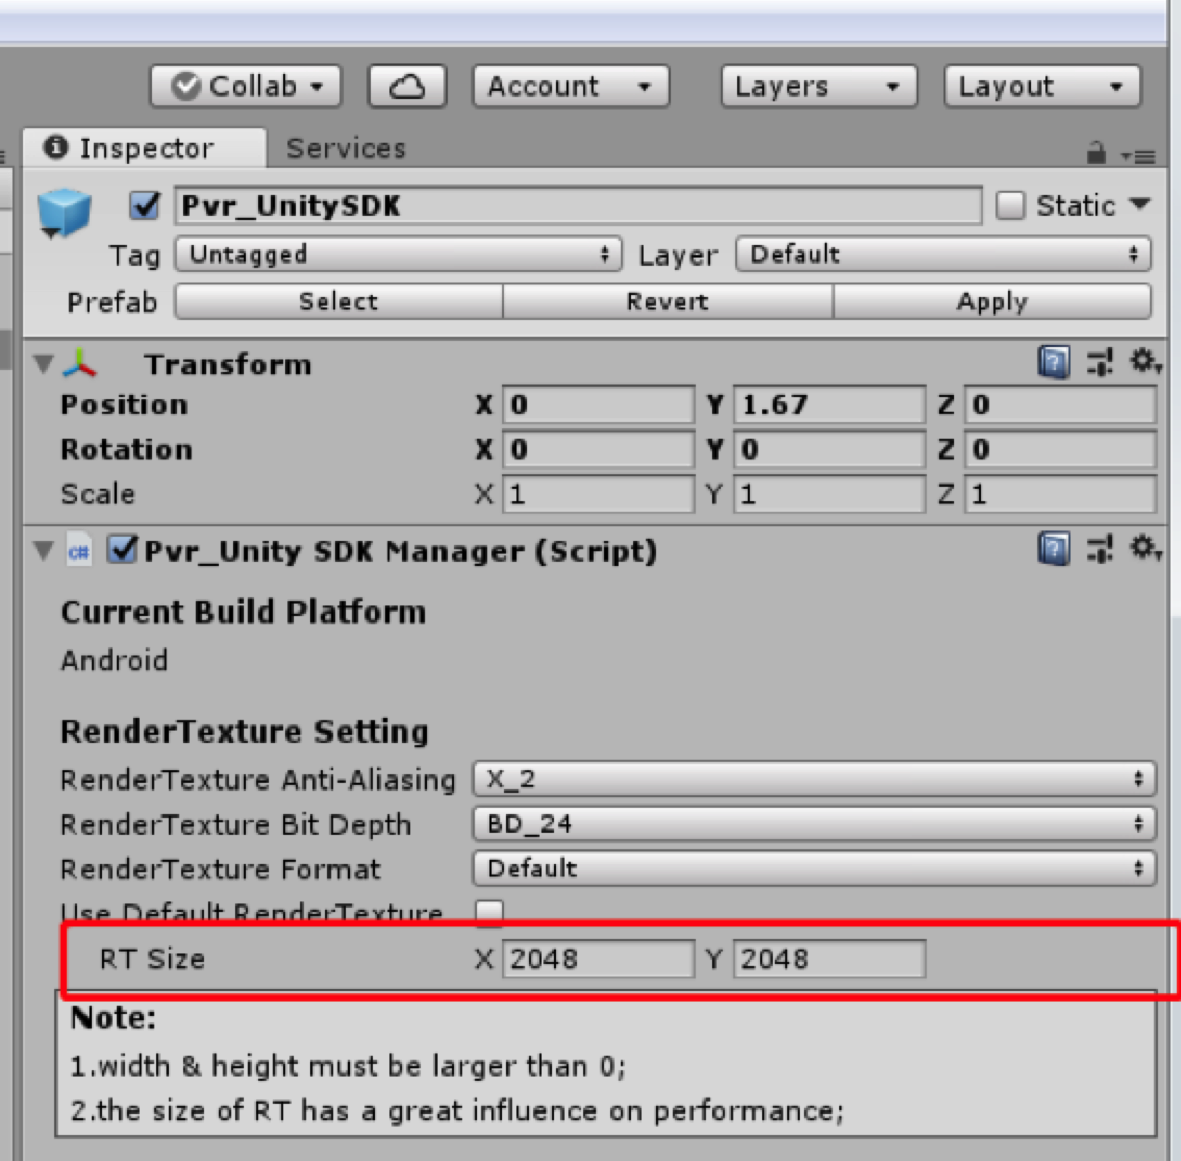 Collab Account Layers Layout
Inspector Services
Pvr_UnitySDK Static
Tag Untagged Layer Default
Prefab Select Revert Apply
Transform
Position X 0 Y 1.67 Z 0
Rotation X 0 Y 0 Z 0
Scale X 1 Y 1 Z 1
c# Pvr_Unity SDK Manager (Script)
Current Build Platform
Android
RenderTexture Setting
RenderTexture Anti-Aliasing X_2
RenderTexture Bit Depth BD_24
RenderTexture Format Default
Use Default RenderTexture
RT Size X 2048 Y 2048
Note:
1.width & height must be larger than 0;
2.the size of RT has a great influence on performance;